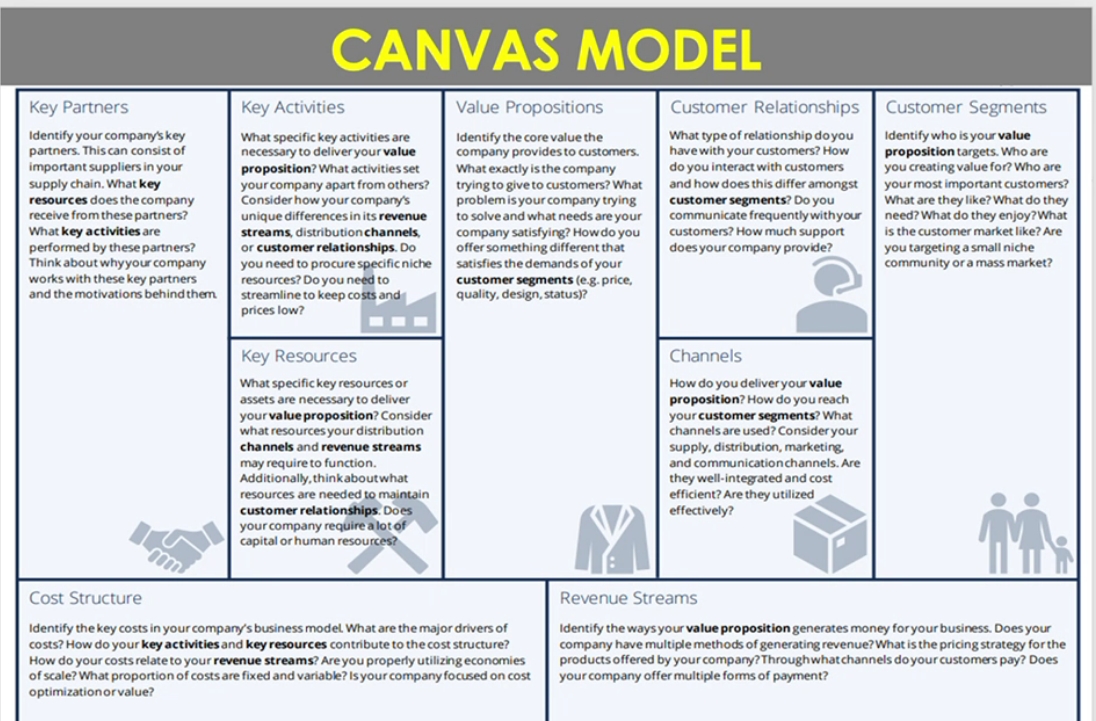 CANVAS MODEL
Key Partners
Identify your company's key
partners. This can consist of
important suppliers in your
supply chain. What key
resources does the company
receive from these partners?
What key activities are
performed by these partners?
Think about why your company
works with these key partners
and the motivations behind them.
Key Activities
What specific key activities are
necessary to deliver your value
proposition? What activities set
your company apart from others?
Consider how your company's
unique differences in its revenue
streams, distribution channels,
or customer relationships. Do
you need to procure specific niche
resources? Do you need to
streamline to keep costs and
prices low?
Key Resources
What specific key resources or
assets are necessary to deliver
your value proposition? Consider
what resources your distribution
channels and revenue streams
may require to function.
Additionally, think about what
resources are needed to maintain
customer relationships. Does
your company require a lot of
capital or human resources?
Value Propositions
Identify the core value the
company provides to customers.
What exactly is the company
trying to give to customers? What
problem is your company trying
to solve and what needs are your
company satisfying? How do you
offer something different that
satisfies the demands of your
customer segments (e.g. price,
quality, design, status)?
Customer Relationships
What type of relationship do you
have with your customers? How
do you interact with customers
and how does this differ amongst
customer segments? Do you
communicate frequently with your
customers? How much support
does your company provide?
Channels
How do you deliver your value
proposition? How do you reach
your customer segments? What
channels are used? Consider your
supply, distribution, marketing,
and communication channels. Are
they well-integrated and cost
efficient? Are they utilized
effectively?
Customer Segments
Identify who is your value
proposition targets. Who are
you creating value for? Who are
your most important customers?
What are they like? What do they
need? What do they enjoy? What
is the customer market like? Are
you targeting a small niche
community or a mass market?
Cost Structure
Identify the key costs in your company's business model. What are the major drivers of
costs? How do your key activities and key resources contribute to the cost structure?
How do your costs relate to your revenue streams? Are you properly utilizing economies
of scale? What proportion of costs are fixed and variable? Is your company focused on cost
optimization or value?
Revenue Streams
Identify the ways your value proposition generates money for your business. Does your
company have multiple methods of generating revenue? What is the pricing strategy for the
products offered by your company? Through what channels do your customers pay? Does
your company offer multiple forms of payment?